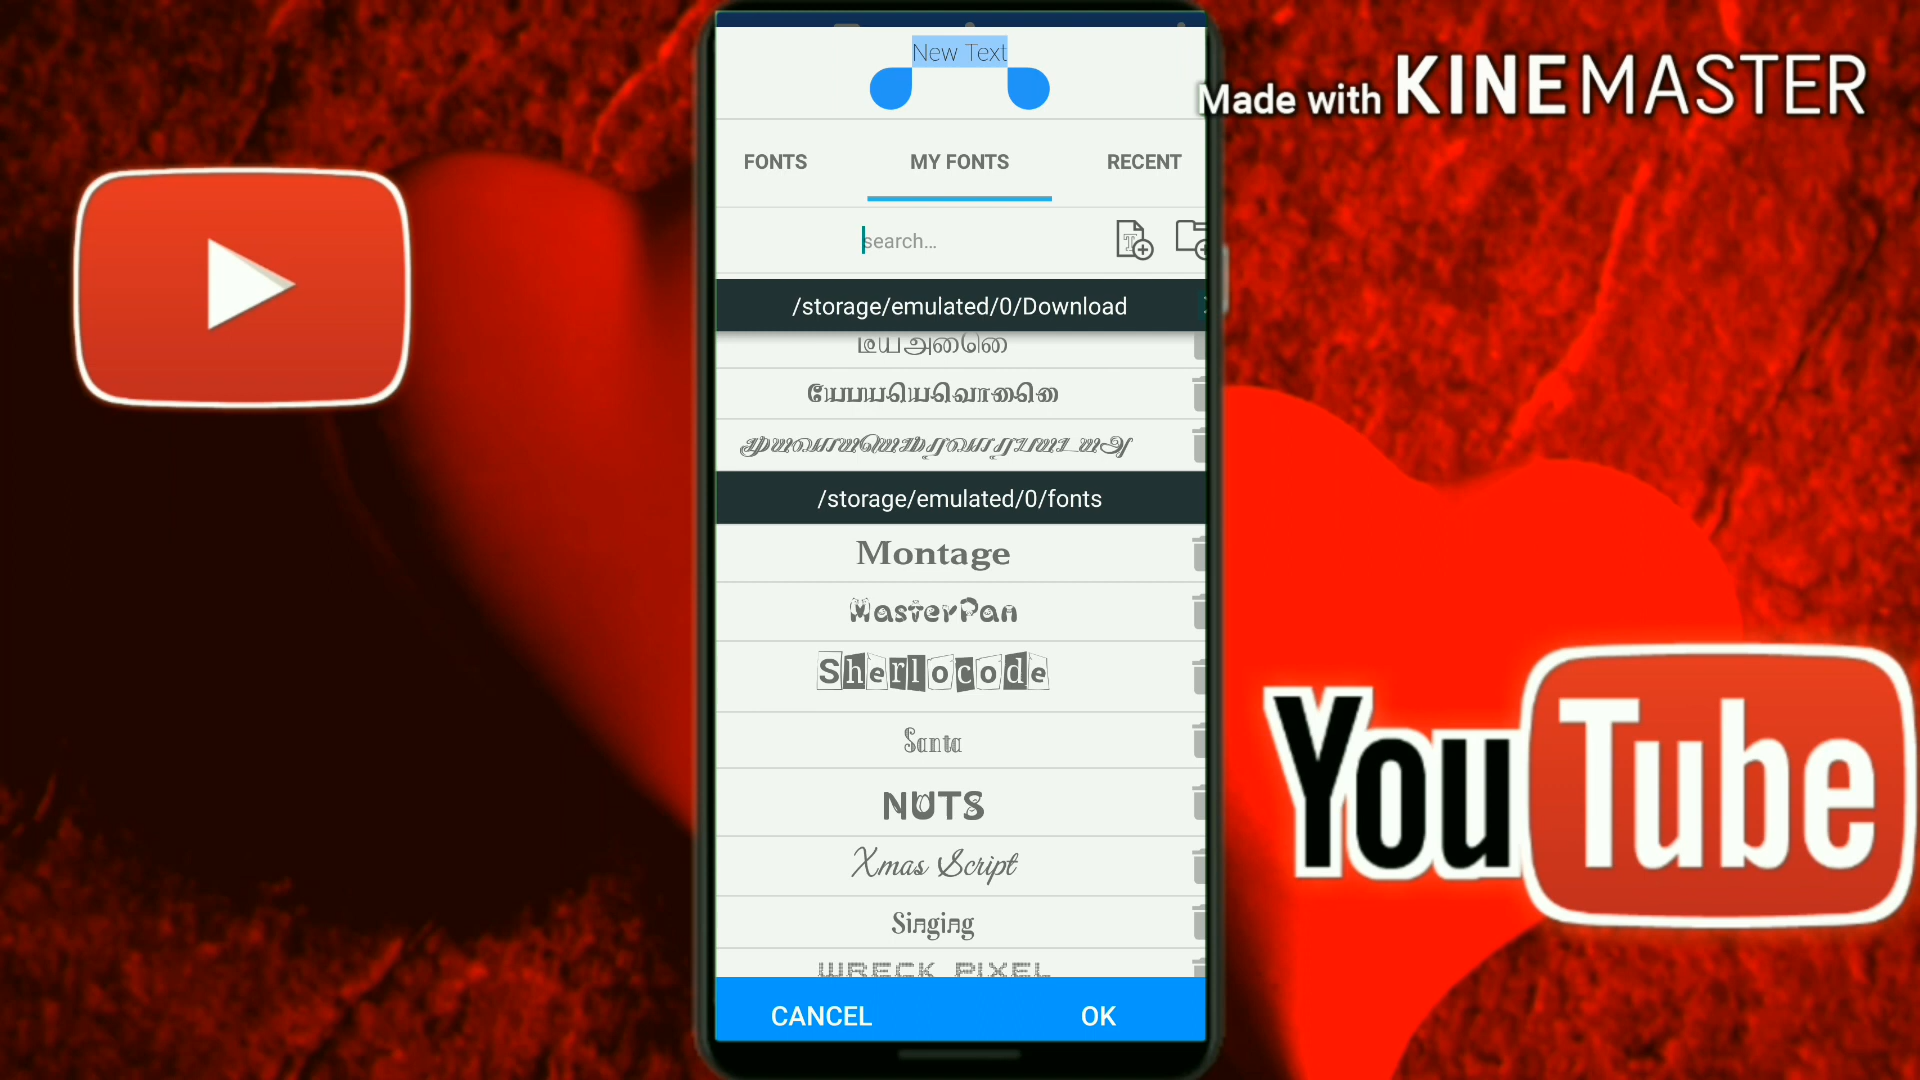 New Text
Made with KINEMASTER
FONTS MY FONTS RECENT
search...
/storage/emulated/0/Download
/storage/emulated/0/fonts
Montage
MasterPan
Sherlocode
Santa
NUTS
Xmas Script
Singing
WRECK PIXEL
CANCEL OK
YouTube